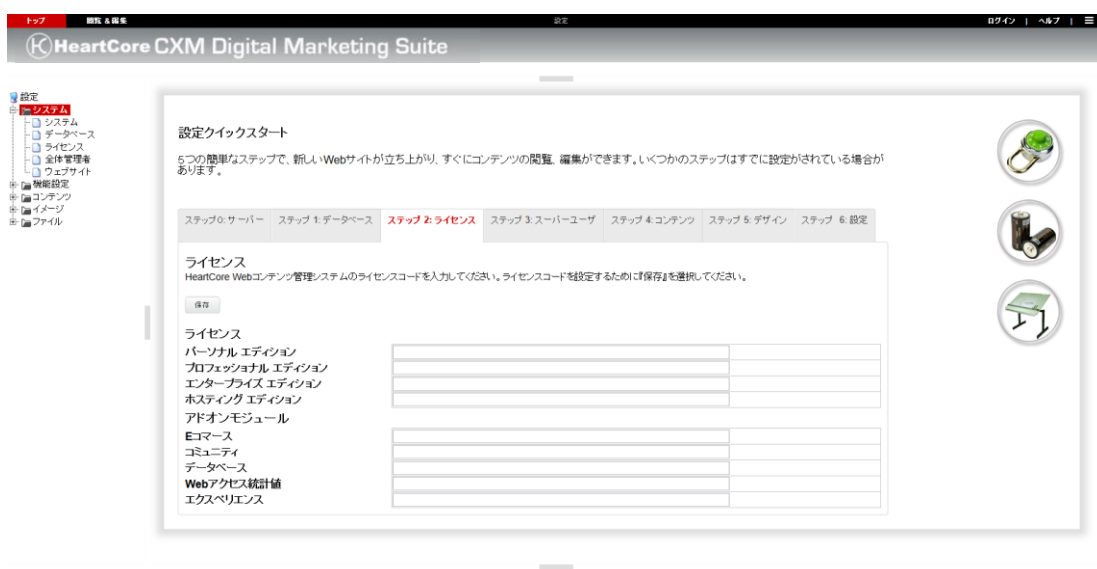 トップ 閲覧 & 編集 設定 ログイン | ヘルプ |
HeartCore CXM Digital Marketing Suite
設定
システム
システム
データベース
ライセンス
全体管理者
ウェブサイト
機能設定
コンテンツ
イメージ
ファイル
設定クイックスタート
5つの簡単なステップで、新しいWebサイトが立ち上がり、すぐにコンテンツの閲覧、編集ができます。いくつかのステップはすでに設定がされている場合が
あります。
ステップ0:サーバー ステップ 1:データベース ステップ 2:ライセンス ステップ 3:スーパーユーザ ステップ 4:コンテンツ ステップ 5:デザイン ステップ 6:設定
ライセンス
HeartCore Webコンテンツ管理システムのライセンスコードを入力してください。ライセンスコードを設定するために『保存』を選択してください。
保存
ライセンス
パーソナル エディション
プロフェッショナル エディション
エンタープライズ エディション
ホスティング エディション
アドオンモジュール
Eコマース
コミュニティ
データベース
Webアクセス統計値
エクスペリエンス